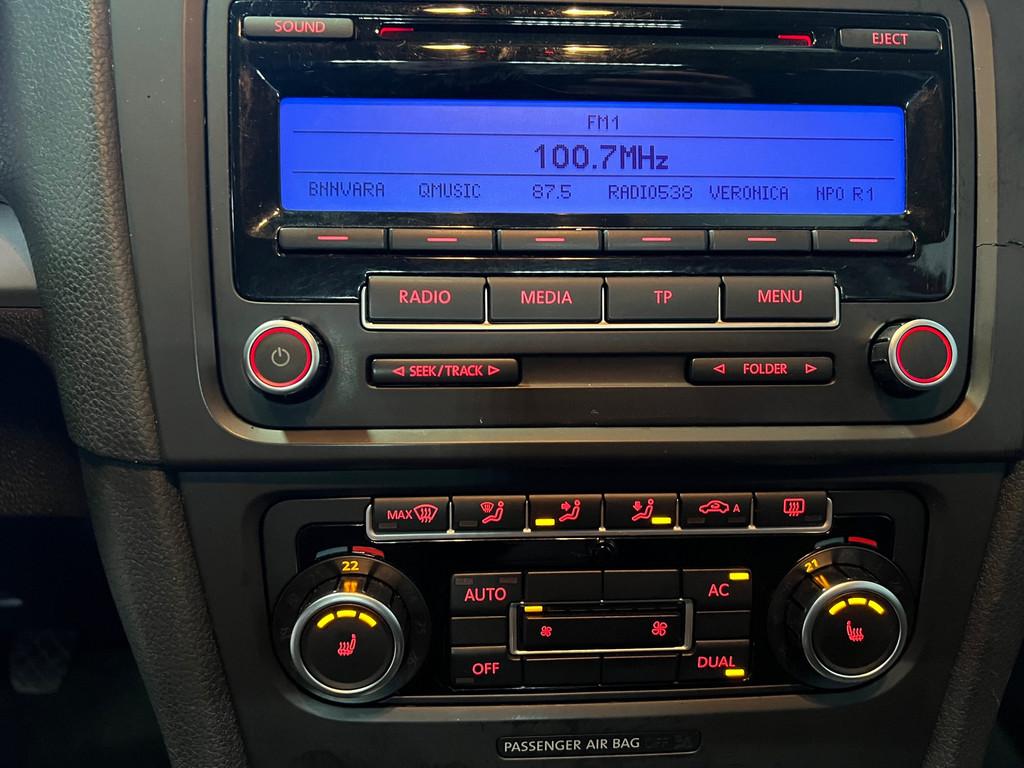 SOUND
EJECT
FM1
100.7MHz
BNNVARA QMUSIC 87.5 RADIO538 VERONICA NPO R1
RADIO MEDIA TP MENU
SEEK/TRACK FOLDER
MAX A
22 21
AUTO AC
OFF DUAL
PASSENGER AIR BAG OFF